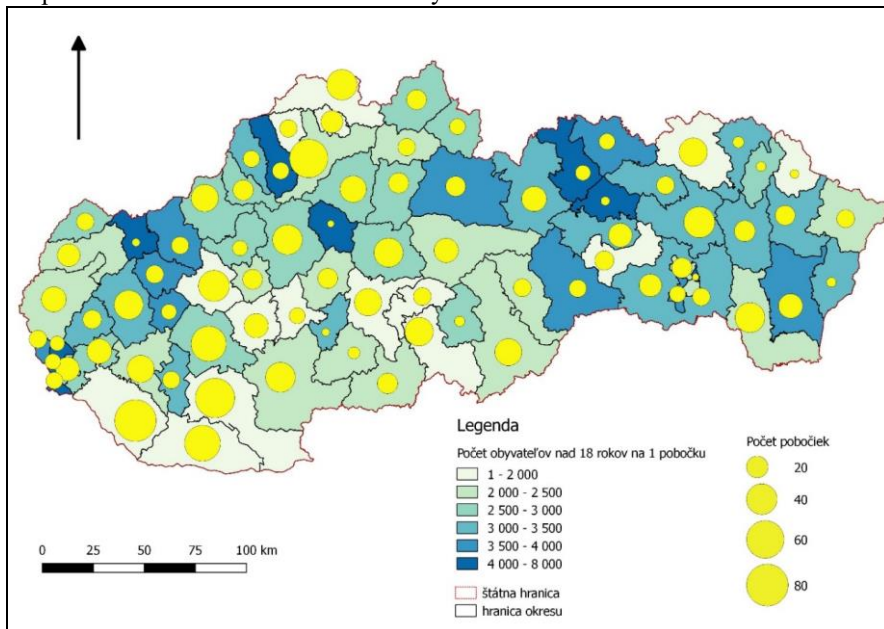 Legenda
Počet obyvateľov nad 18 rokov na 1 pobočku
1 - 2 000
2 000 - 2 500
2 500 - 3 000
3 000 - 3 500
3 500 - 4 000
4 000 - 8 000
štátna hranica
hranica okresu
Počet pobočiek
20
40
60
80
0 25 50 75 100 km